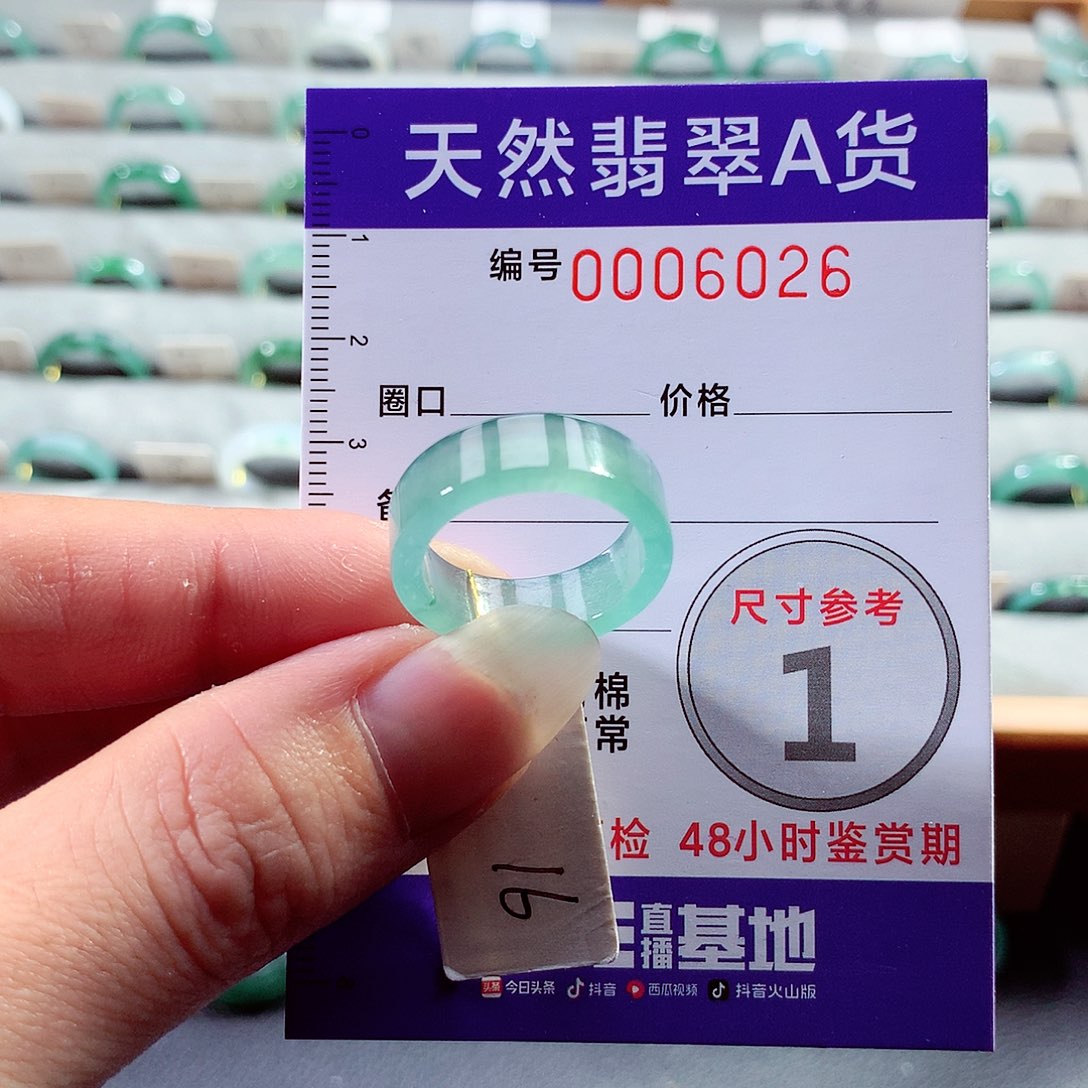 天然翡翠A货
编号0006026
0
1
2
3
圈口 价格
尺寸参考
1
棉
常
检 48小时鉴赏期
16
直播基地
今日头条 抖音 西瓜视频 抖音火山版